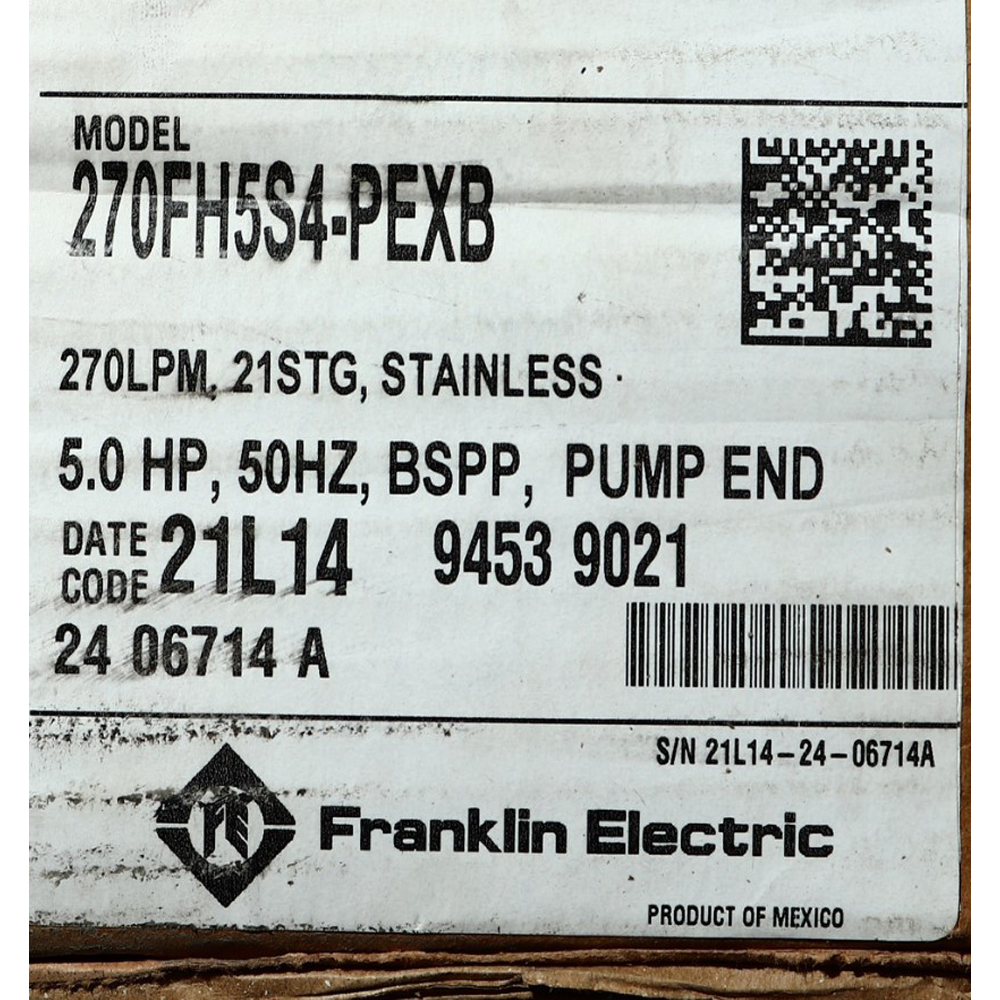 MODEL
270FH5S4-PEXB
270LPM, 21STG, STAINLESS
5.0 HP, 50HZ, BSPP, PUMP END
DATE CODE 21L14 9453 9021
24 06714 A
S/N 21L14-24-06714A
FE Franklin Electric
PRODUCT OF MEXICO